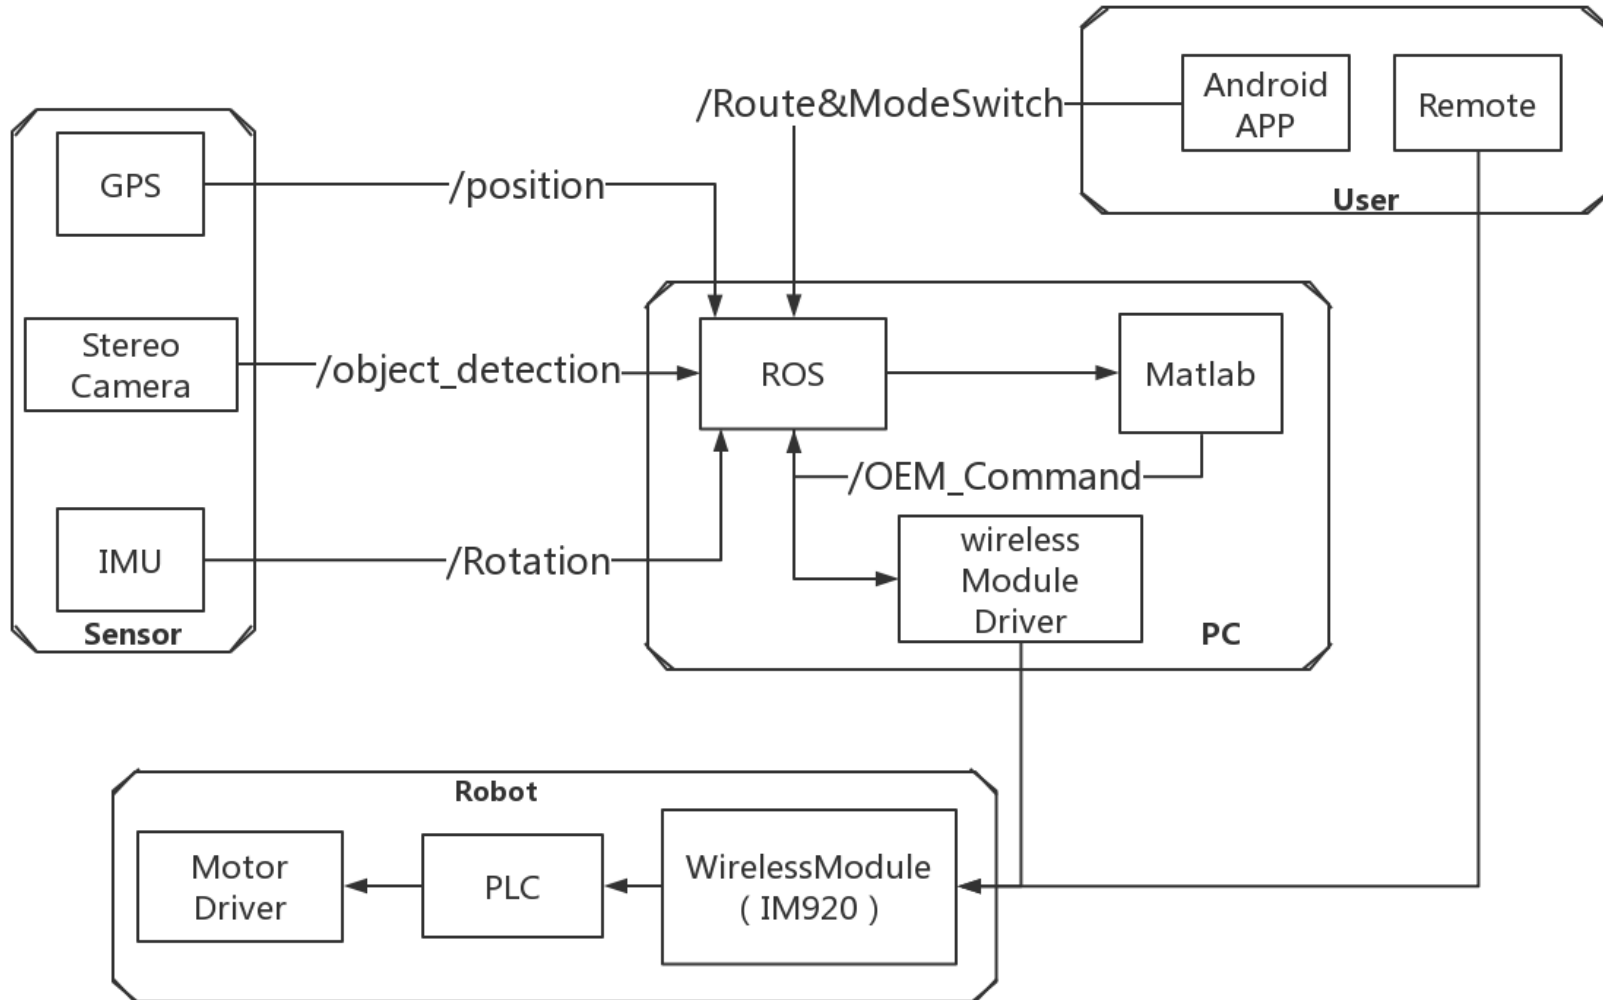 /Route&ModeSwitch
Android
APP
Remote
User
GPS
/position
Stereo
Camera
/object_detection
ROS
Matlab
/OEM_Command
IMU
/Rotation
wireless
Module
Driver
Sensor
PC
Robot
Motor
Driver
PLC
WirelessModule
( IM920 )